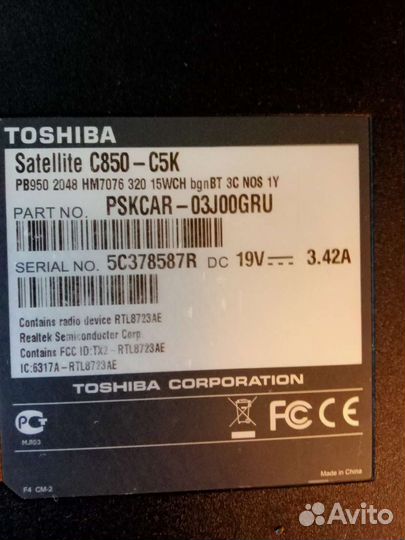 TOSHIBA
Satellite C850-C5K
PB950 2048 HM7076 320 15WCH bgnBT 3C NOS 1Y
PART NO. PSKCAR-03J00GRU
SERIAL NO. 5C378587R DC 19V 3.42A
Contains radio device RTL8723AE
Realtek Semiconductor Corp.
Contains FCC ID:TX2-RTL8723AE
IC:6317A-RTL8723AE
TOSHIBA CORPORATION
FC CE
Made in China
F4 CM-2
Avito